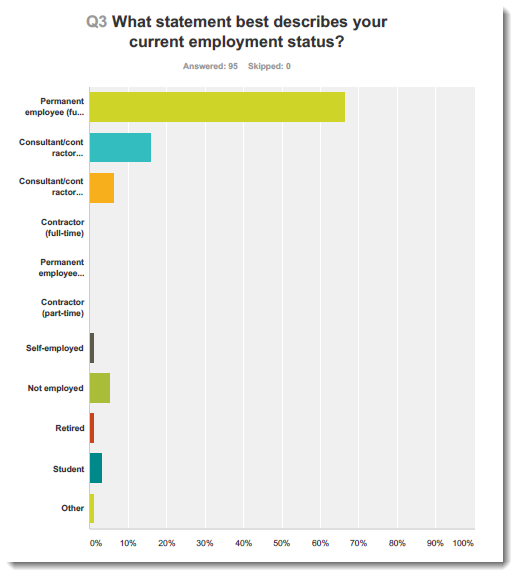 Q3 What statement best describes your
current employment status?
Answered: 95 Skipped: 0
Permanent
employee (fu...
Consultant/cont
ractor...
Consultant/cont
ractor...
Contractor
(full-time)
Permanent
employee...
Contractor
(part-time)
Self-employed
Not employed
Retired
Student
Other
0% 10% 20% 30% 40% 50% 60% 70% 80% 90% 100%